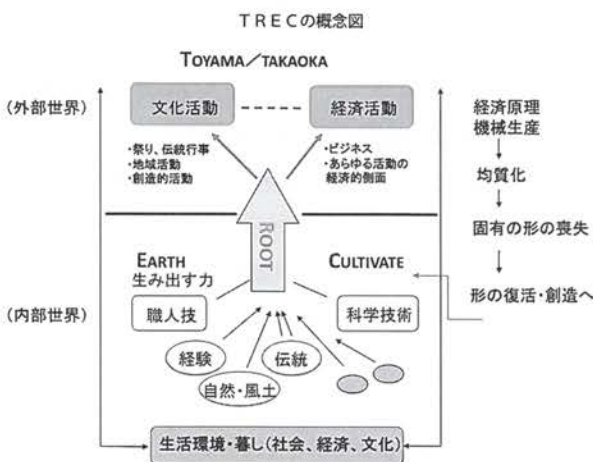 TRECの概念図
TOYAMA／TAKAOKA
(外部世界)
文化活動
経済活動
・祭り、伝統行事
・地域活動
・創造的活動
・ビジネス
・あらゆる活動の
経済的側面
経済原理
機械生産
均質化
固有の形の喪失
形の復活・創造へ
ROOT
EARTH
生み出す力
CULTIVATE
(内部世界)
職人技
科学技術
経験
伝統
自然・風土
生活環境・暮し(社会、経済、文化)